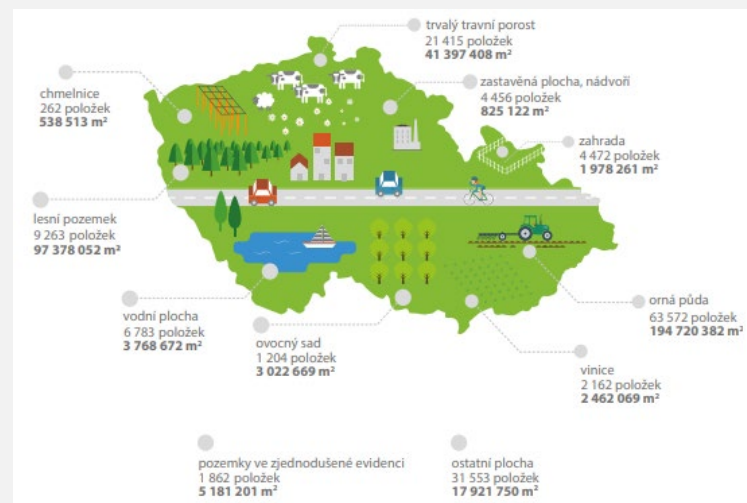 trvalý travní porost
21 415 položek
41 397 408 m²
chmelnice
262 položek
538 513 m²
zastavěná plocha, nádvoří
4 456 položek
825 122 m²
zahrada
4 472 položek
1 978 261 m²
lesní pozemek
9 263 položek
97 378 052 m²
vodní plocha
6 783 položek
3 768 672 m²
ovocný sad
1 204 položek
3 022 669 m²
orná půda
63 572 položek
194 720 382 m²
vinice
2 162 položek
2 462 069 m²
pozemky ve zjednodušené evidenci
1 862 položek
5 181 201 m²
ostatní plocha
31 553 položek
17 921 750 m²